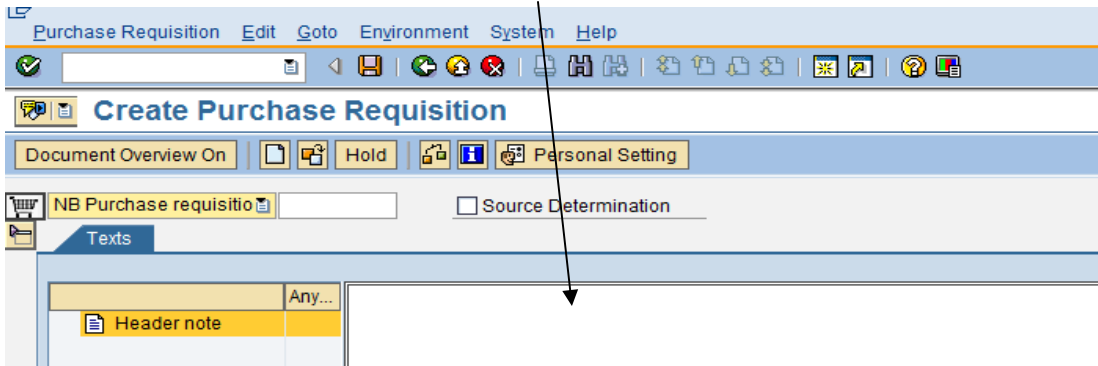 Purchase Requisition Edit Goto Environment System Help
Create Purchase Requisition
Document Overview On Hold Personal Setting
NB Purchase requisitio Source Determination
Texts
Any...
Header note